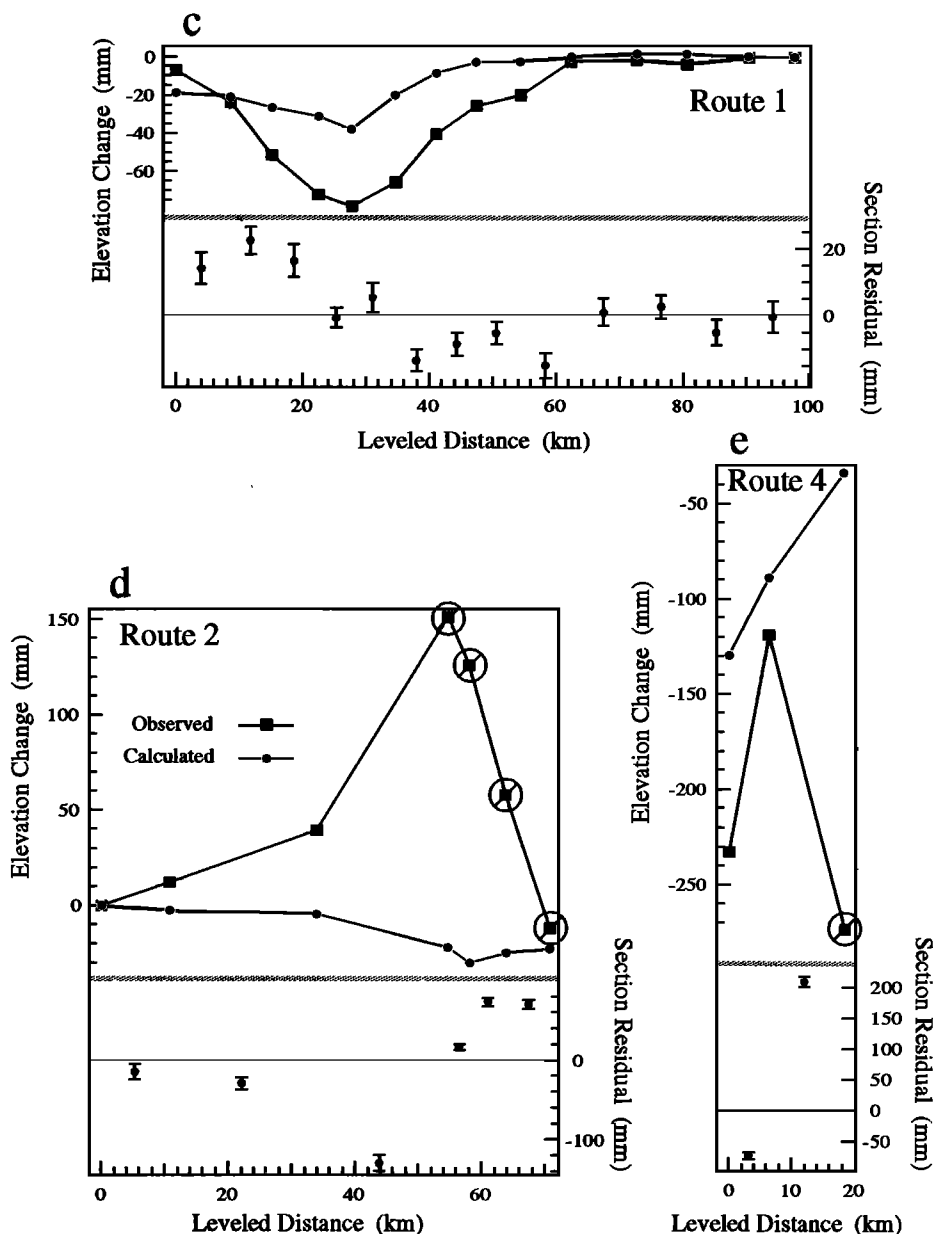 c
Elevation Change (mm)
0
-20
-40
-60
Route 1
Section Residual (mm)
20
0
0
20
40
60
80
100
Leveled Distance (km)
d
Elevation Change (mm)
150
100
50
0
Route 2
Observed
Calculated
Section Residual (mm)
0
-100
0
20
40
60
Leveled Distance (km)
e
Route 4
Elevation Change (mm)
-50
-100
-150
-200
-250
Section Residual (mm)
200
150
100
50
0
-50
0
10
20
Leveled Distance (km)